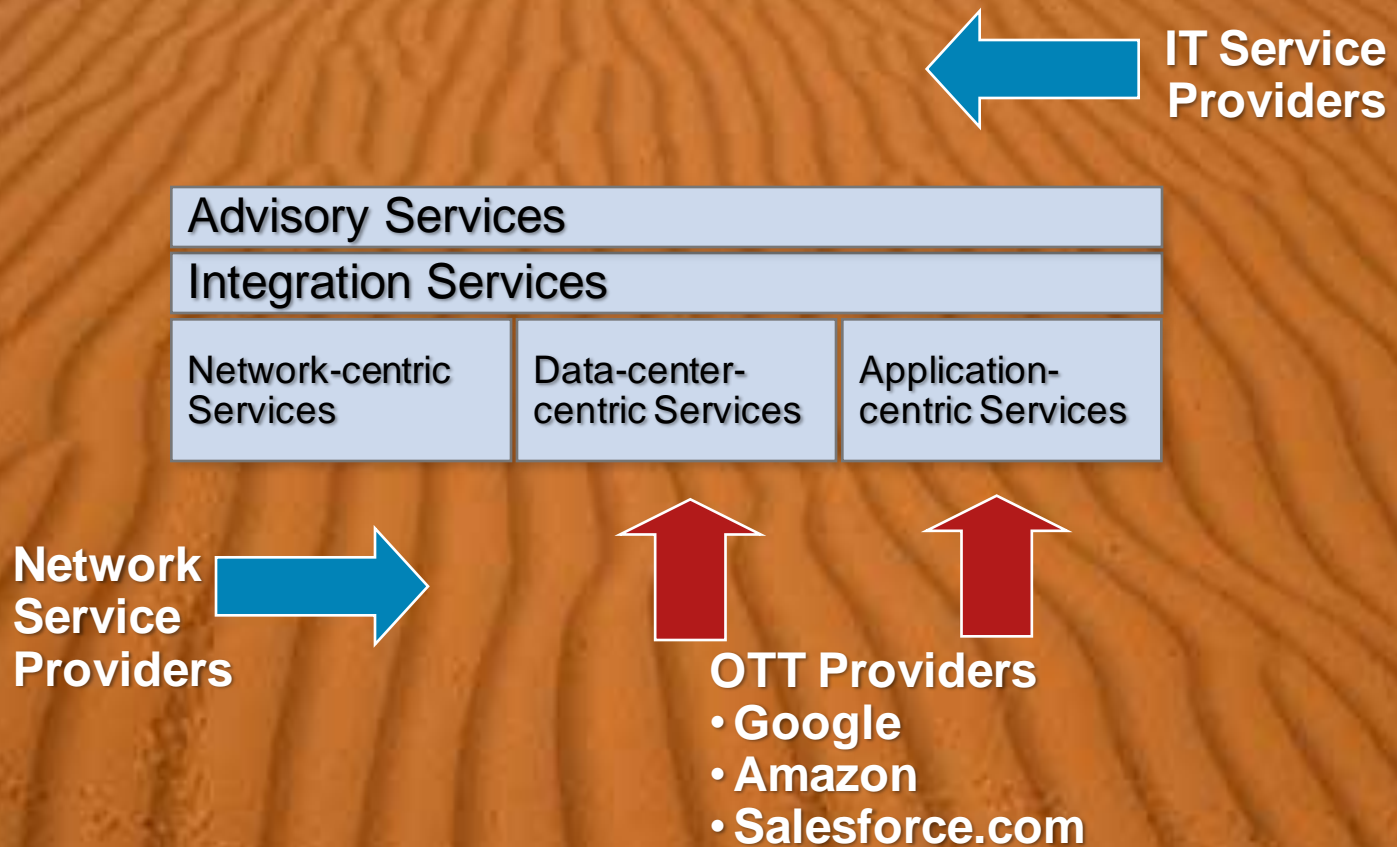 IT Service
Providers
Advisory Services
Integration Services
Network-centric
Services
Data-center-
centric Services
Application-
centric Services
Network
Service
Providers
OTT Providers
• Google
• Amazon
• Salesforce.com